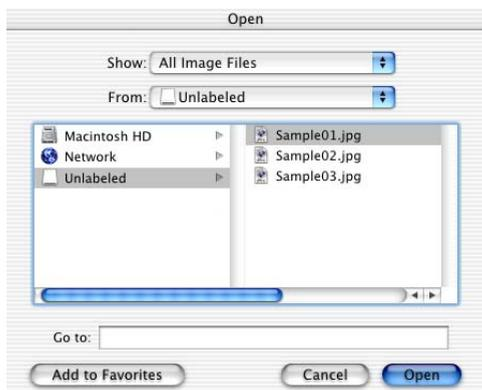 Open
Show: All Image Files
From: Unlabeled
Macintosh HD
Network
Unlabeled
Sample01.jpg
Sample02.jpg
Sample03.jpg
Go to:
Add to Favorites
Cancel
Open